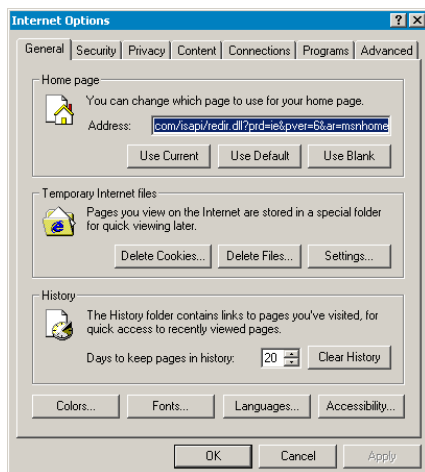 Internet Options
General Security Privacy Content Connections Programs Advanced
Home page
You can change which page to use for your home page.
Address: com/isapi/redir.dll?prd=ie&pver=6&ar=msnhome
Use Current Use Default Use Blank
Temporary Internet files
Pages you view on the Internet are stored in a special folder
for quick viewing later.
Delete Cookies... Delete Files... Settings...
History
The History folder contains links to pages you've visited, for
quick access to recently viewed pages.
Days to keep pages in history: 20 Clear History
Colors... Fonts... Languages... Accessibility...
OK Cancel Apply